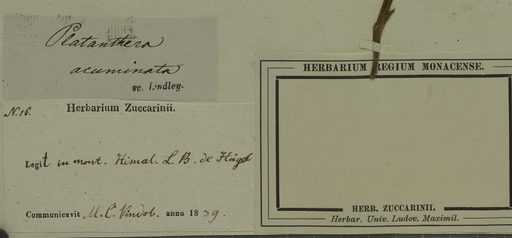 Platanthera
acuminata
sec. Lindley.
N. 16.
Herbarium Zuccarinii.
Legit in mont. Himal. L. B. de Hügel
Communicavit M. C. Vindob. anno 1839.
HERBARIUM REGIUM MONACENSE.
HERB. ZUCCARINII.
Herbar. Univ. Ludov. Maximil.